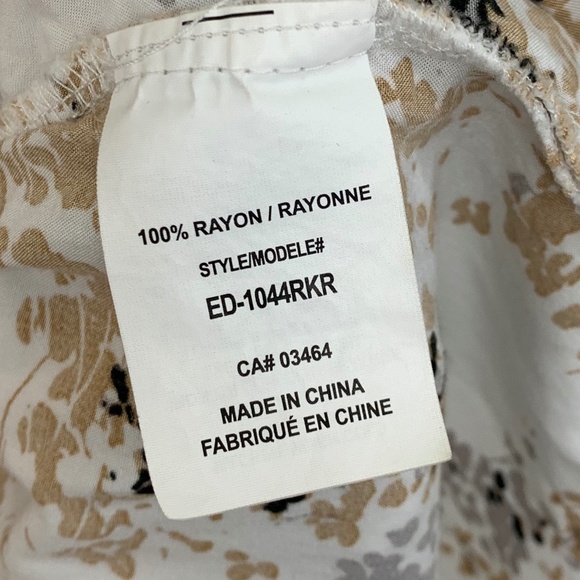 100% RAYON / RAYONNE
STYLE/MODELE#
ED-1044RKR
CA# 03464
MADE IN CHINA
FABRIQUÉ EN CHINE